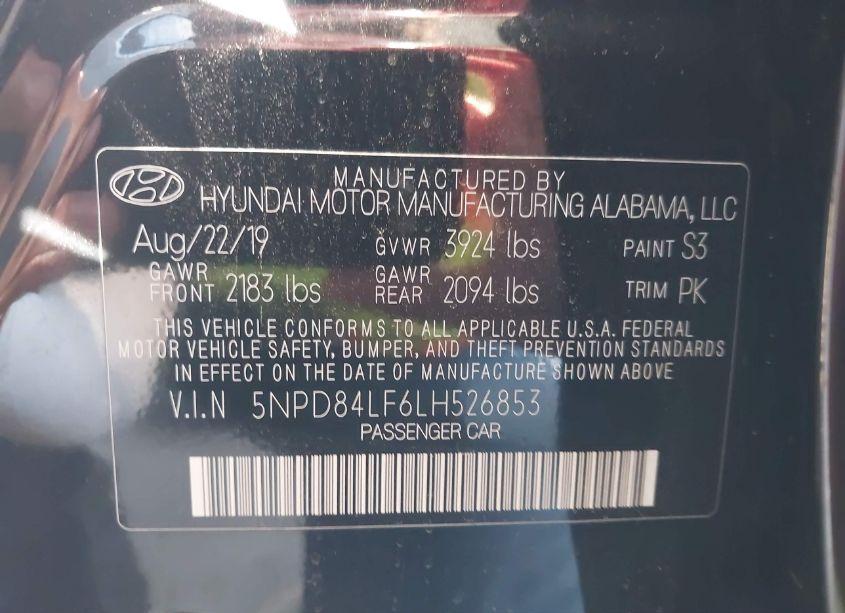 MANUFACTURED BY
HYUNDAI MOTOR MANUFACTURING ALABAMA, LLC
Aug/22/19 GVWR 3924 lbs PAINT S3
GAWR FRONT 2183 lbs GAWR REAR 2094 lbs TRIM PK
THIS VEHICLE CONFORMS TO ALL APPLICABLE U.S.A. FEDERAL
MOTOR VEHICLE SAFETY, BUMPER, AND THEFT PREVENTION STANDARDS
IN EFFECT ON THE DATE OF MANUFACTURE SHOWN ABOVE
V.I.N 5NPD84LF6LH526853
PASSENGER CAR